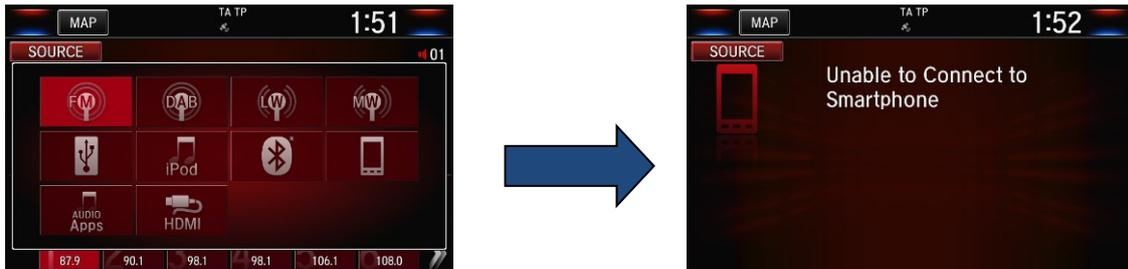 MAP
TA TP
1:51
SOURCE
01
FM
DAB
LW
MW
iPod
AUDIO
Apps
HDMI
87.9
90.1
98.1
98.1
106.1
108.0
MAP
TA TP
1:52
SOURCE
Unable to Connect to
Smartphone